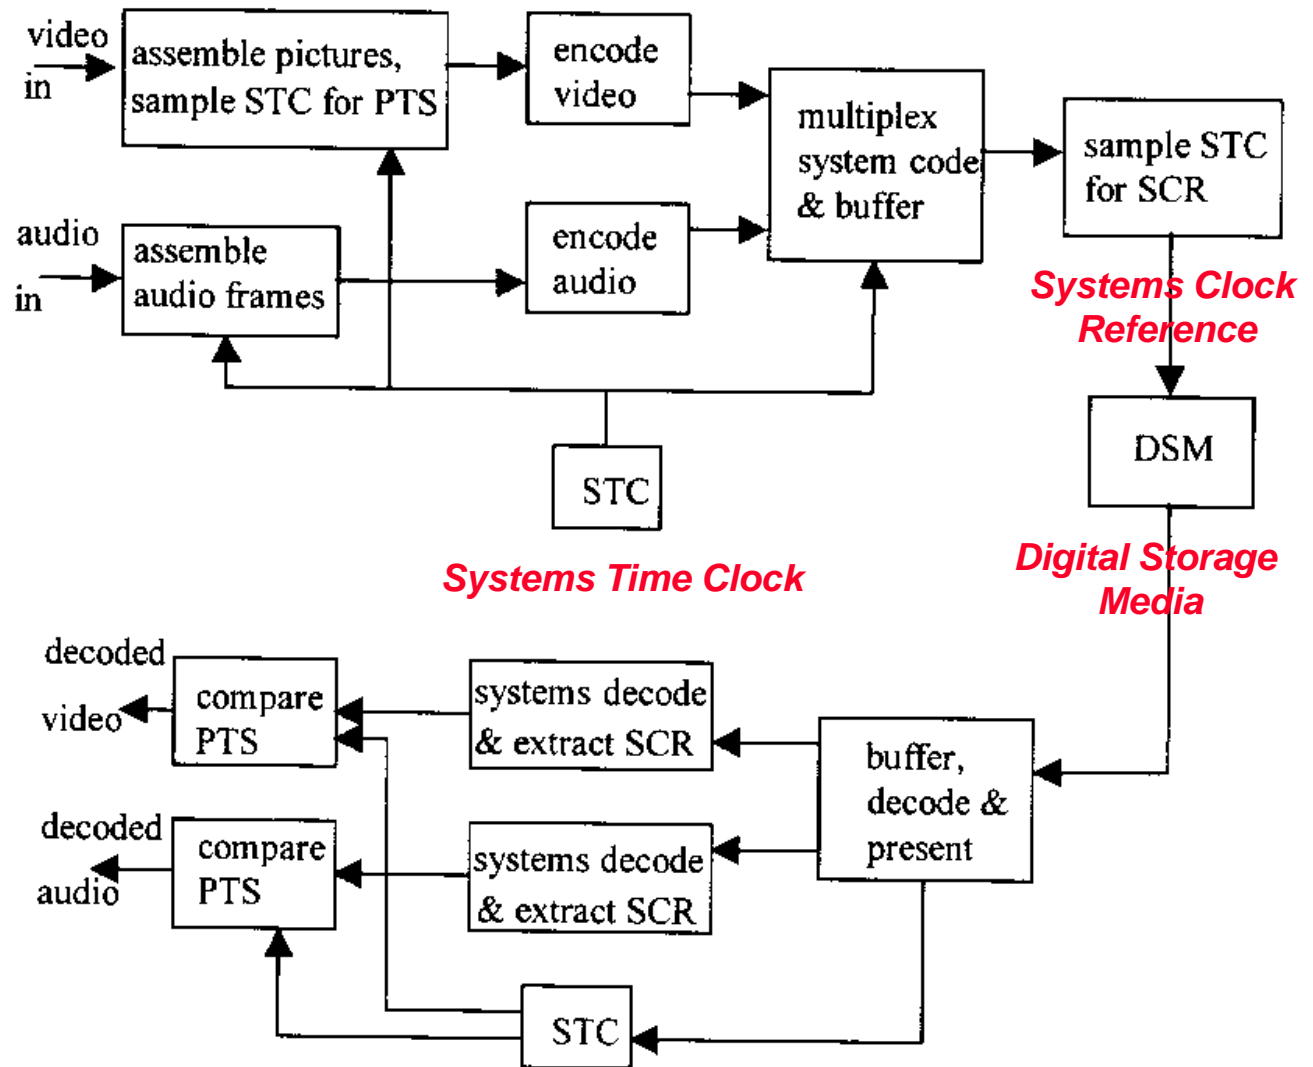 video
in
assemble pictures,
sample STC for PTS
encode
video
multiplex
system code
& buffer
sample STC
for SCR
audio
in
assemble
audio frames
encode
audio
Systems Clock
Reference
STC
Systems Time Clock
DSM
Digital Storage
Media
decoded
video
compare
PTS
systems decode
& extract SCR
buffer,
decode &
present
decoded
audio
compare
PTS
systems decode
& extract SCR
STC